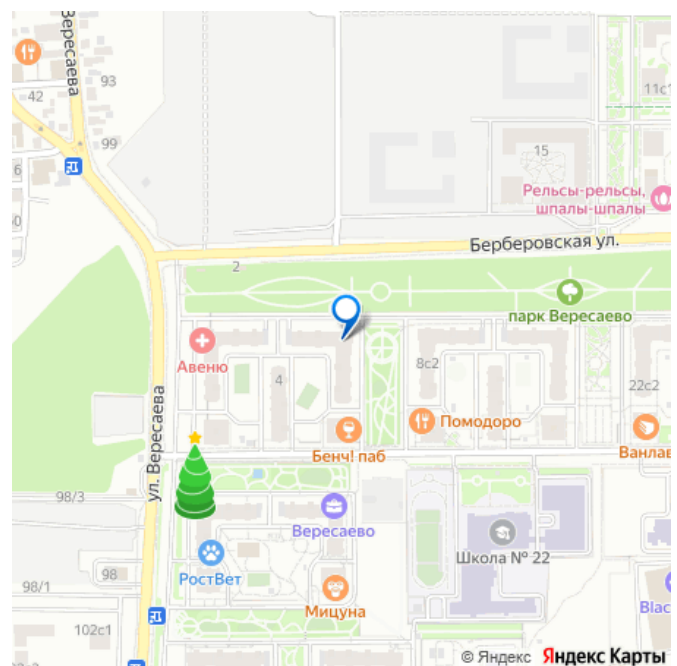 ул. Вересаева
93
42
11с1
99
15
6
Рельсы-рельсы,
шпалы-шпалы
Берберовская ул.
2
парк Вересаево
Авеню
4
8с2
22с2
Помодоро
Бенч! паб
ул. Вересаева
98/3
Вересаево
Школа № 22
98
РостВет
98/1
Мицуна
102с1
© Яндекс Яндекс Карты